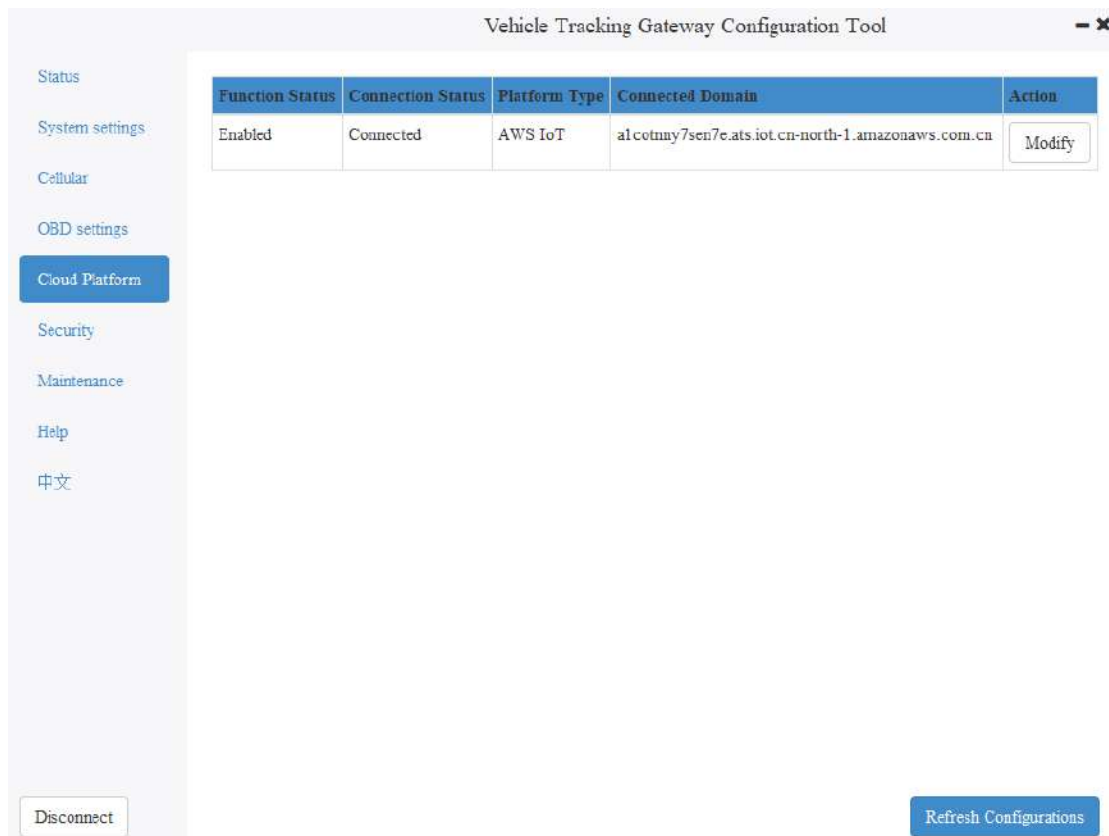 Vehicle Tracking Gateway Configuration Tool
Status
System settings
Cellular
OBD settings
Cloud Platform
Security
Maintenance
Help
中文
Function Status Connection Status Platform Type Connected Domain Action
Enabled Connected AWS IoT a1cotnny7sen7e.ats.iot.cn-north-1.amazonaws.com.cn Modify
Disconnect
Refresh Configurations